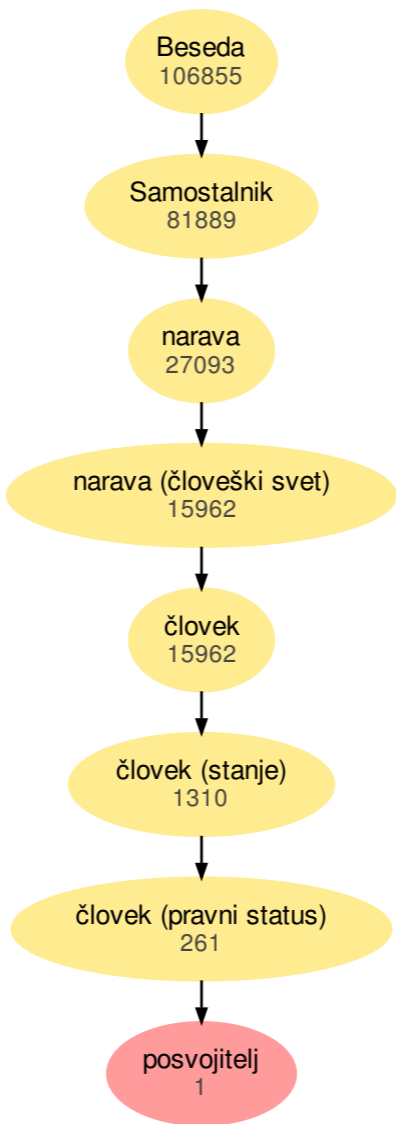 Beseda
106855
Samostalnik
81889
narava
27093
narava (človeški svet)
15962
človek
15962
človek (stanje)
1310
človek (pravni status)
261
posvojitelj
1